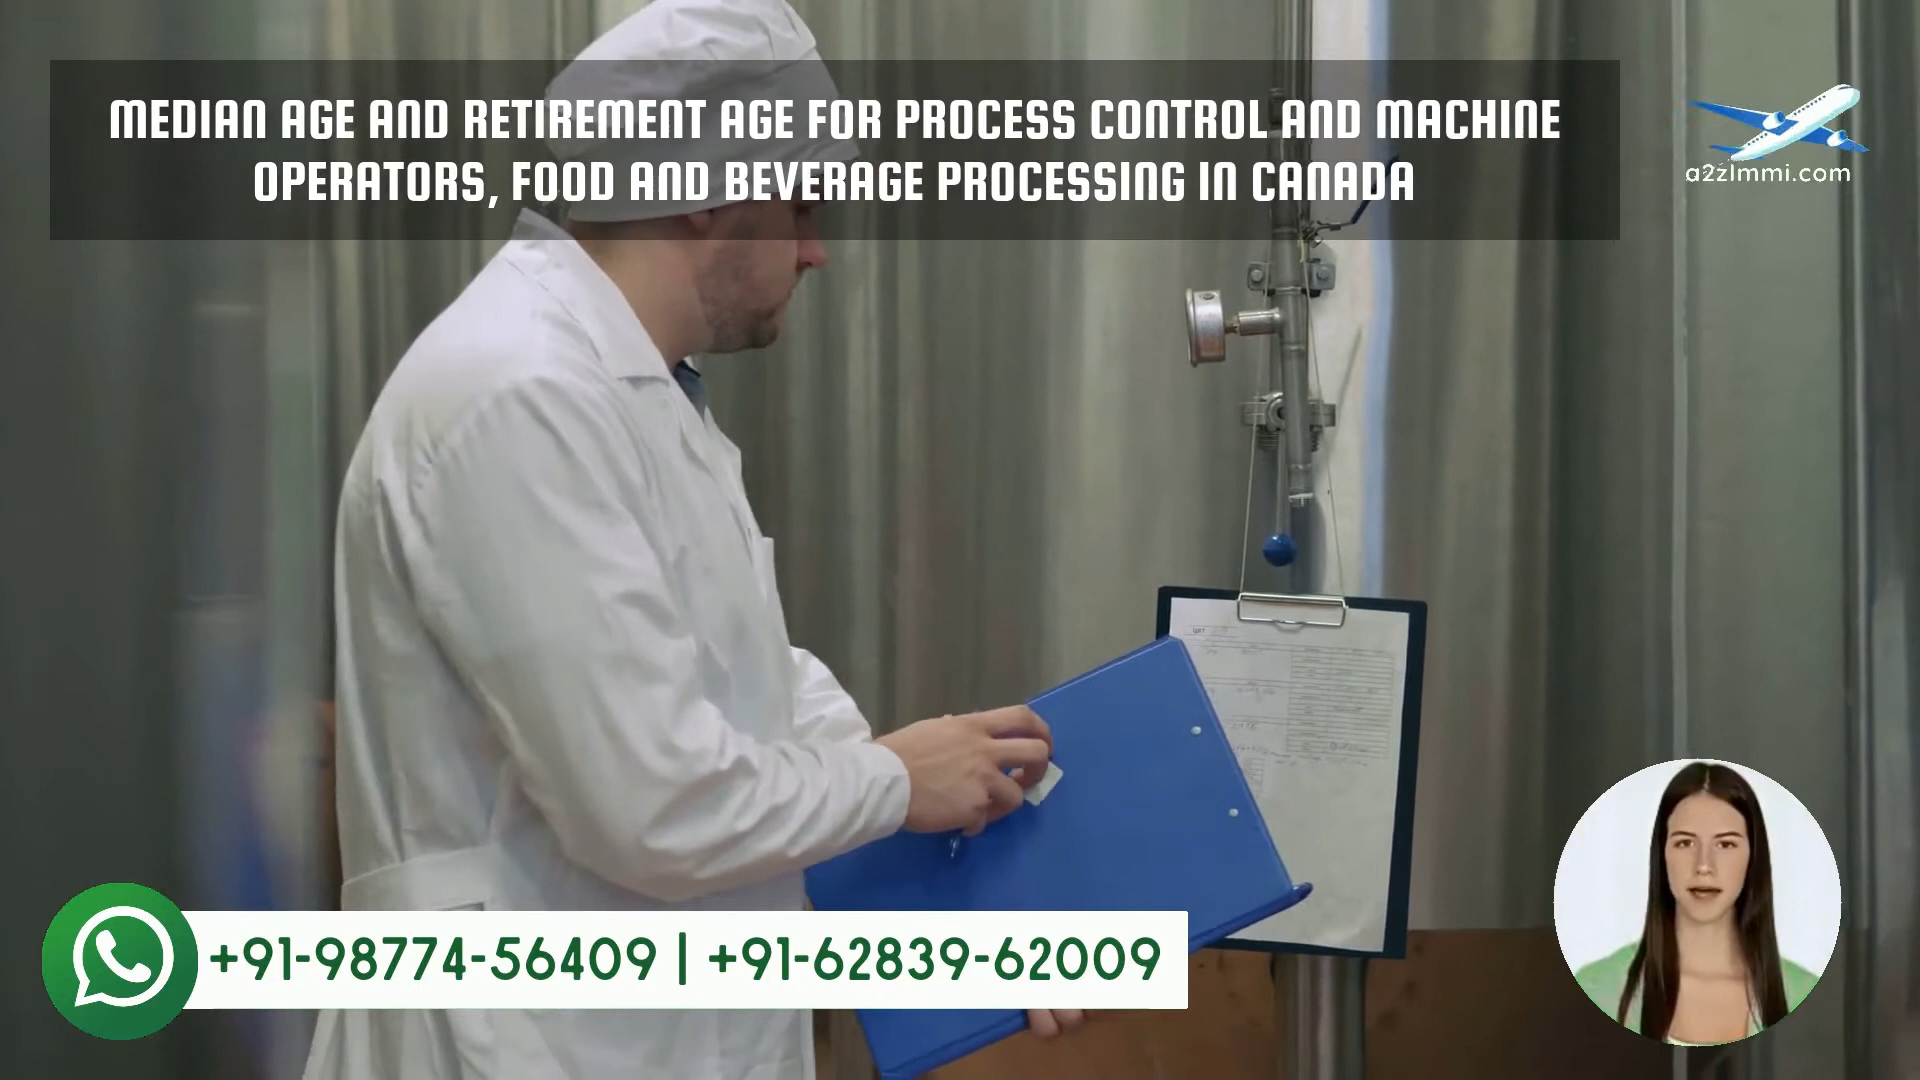 MEDIAN AGE AND RETIREMENT AGE FOR PROCESS CONTROL AND MACHINE
OPERATORS, FOOD AND BEVERAGE PROCESSING IN CANADA
a2zImmi.com
+91-98774-56409 | +91-62839-62009